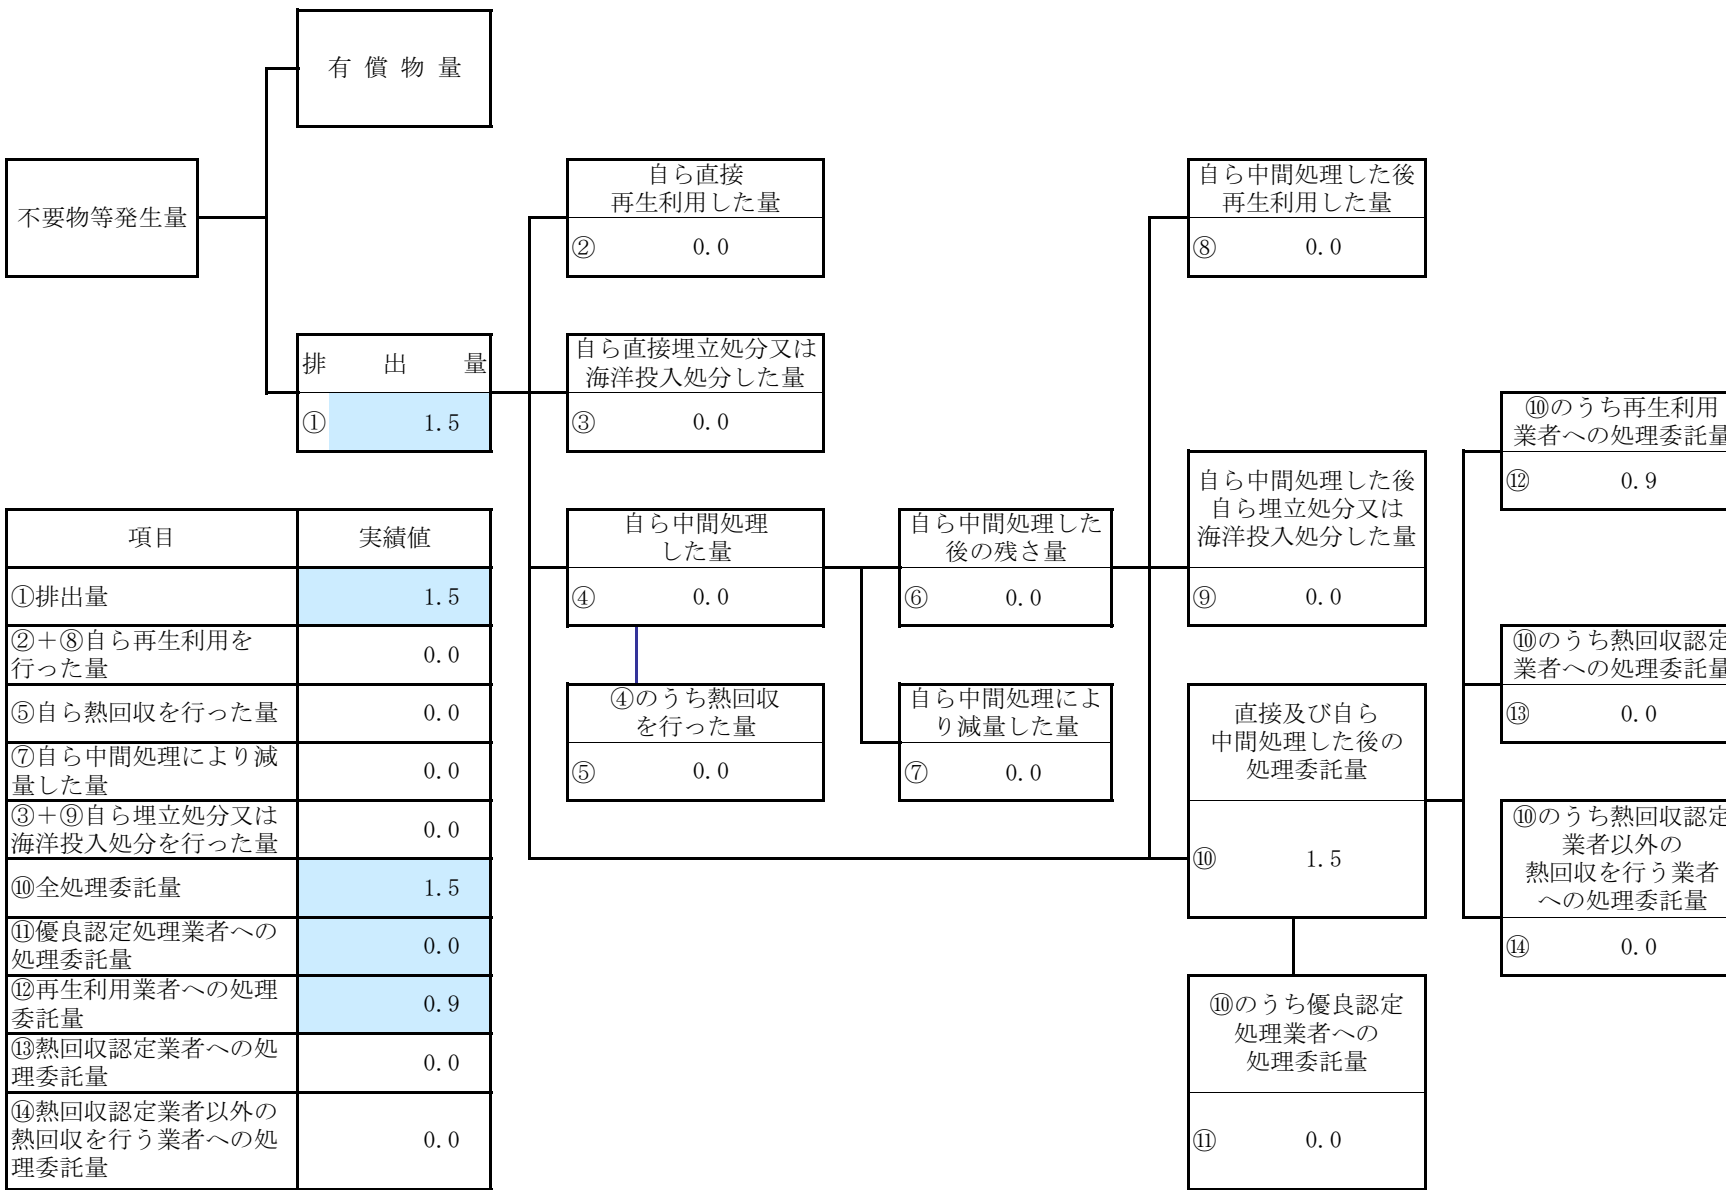 有償物量
不要物等発生量
自ら直接
再生利用した量
② 0.0
自ら中間処理した後
再生利用した量
⑧ 0.0
排出量
① 1.5
自ら直接埋立処分又は
海洋投入処分した量
③ 0.0
⑩のうち再生利用
業者への処理委託量
⑫ 0.9
自ら中間処理した後
自ら埋立処分又は
海洋投入処分した量
⑨ 0.0
自ら中間処理
した量
④ 0.0
自ら中間処理した
後の残さ量
⑥ 0.0
④のうち熱回収
を行った量
⑤ 0.0
自ら中間処理によ
り減量した量
⑦ 0.0
直接及び自ら
中間処理した後の
処理委託量
⑩ 1.5
⑩のうち熱回収認定
業者への処理委託量
⑬ 0.0
⑩のうち熱回収認定
業者以外の
熱回収を行う業者
への処理委託量
⑭ 0.0
⑩のうち優良認定
処理業者への
処理委託量
⑪ 0.0
項目 実績値
①排出量 1.5
②+⑧自ら再生利用を
行った量 0.0
⑤自ら熱回収を行った量 0.0
⑦自ら中間処理により減
量した量 0.0
③+⑨自ら埋立処分又は
海洋投入処分を行った量 0.0
⑩全処理委託量 1.5
⑪優良認定処理業者への
処理委託量 0.0
⑫再生利用業者への処理
委託量 0.9
⑬熱回収認定業者への処
理委託量 0.0
⑭熱回収認定業者以外の
熱回収を行う業者への処
理委託量 0.0